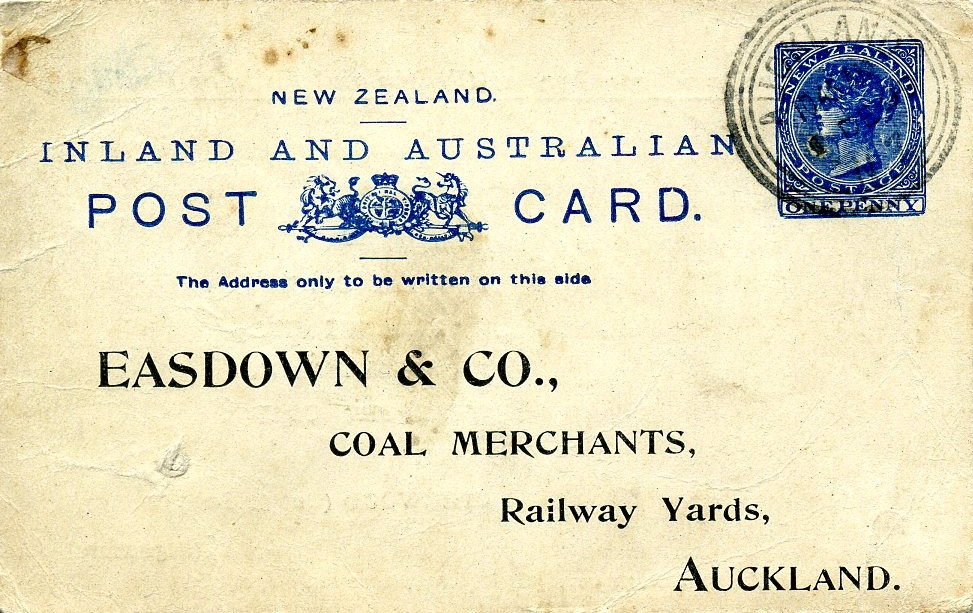 NEW ZEALAND.
INLAND AND AUSTRALIAN
POST CARD.
The Address only to be written on this side
AUCKLAND
NEW ZEALAND
POSTAGE
ONE PENNY
EASDOWN & CO.,
COAL MERCHANTS,
Railway Yards,
AUCKLAND.